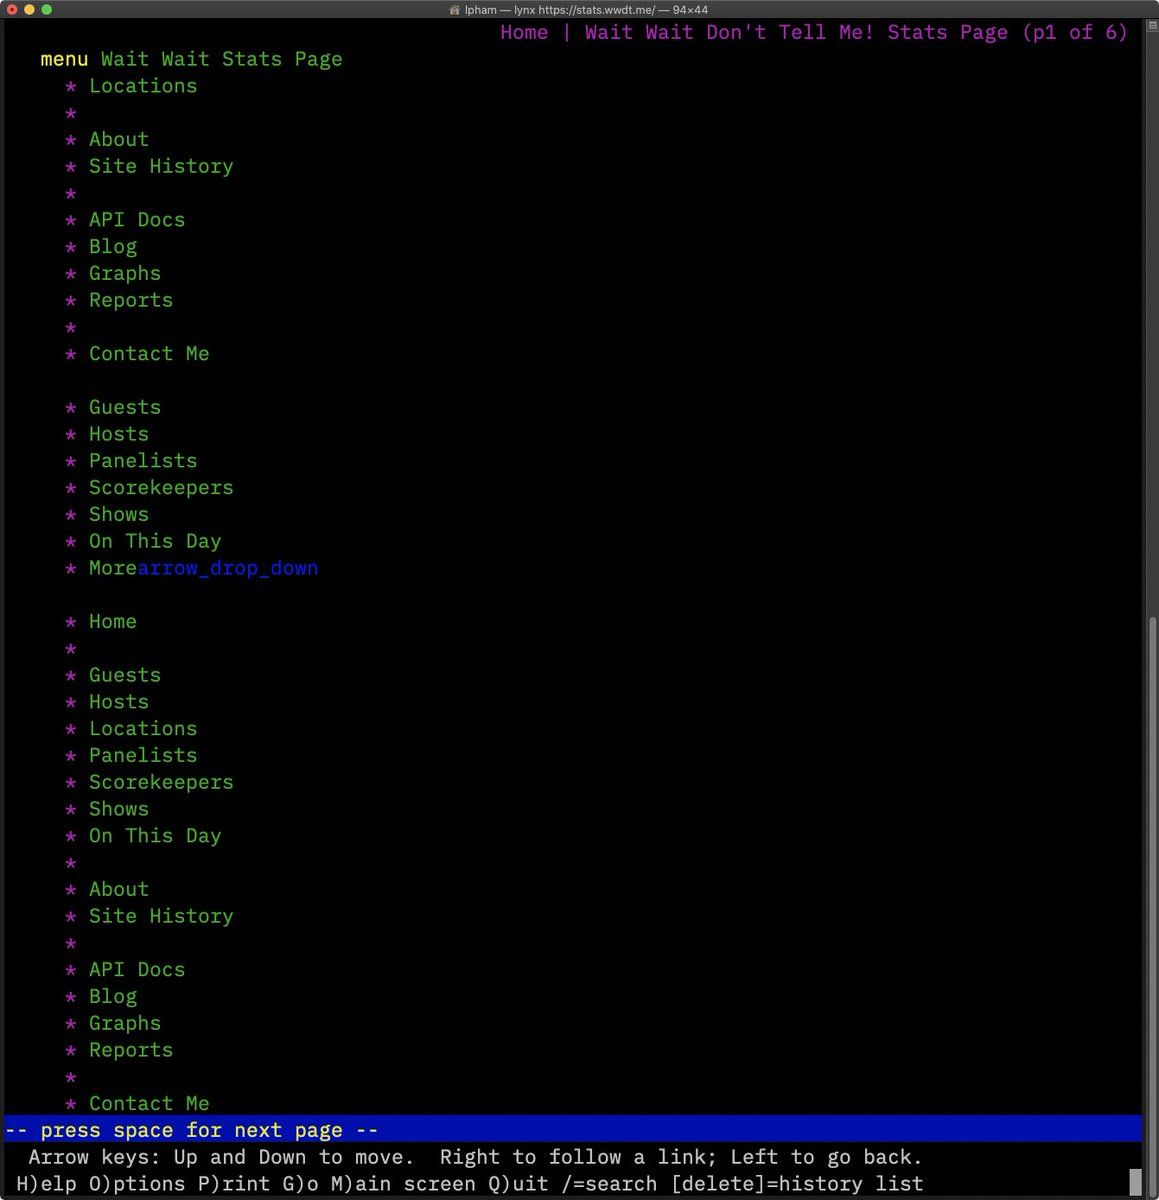 lpham — lynx https://stats.wwdt.me/ — 94×44
Home | Wait Wait Don't Tell Me! Stats Page (p1 of 6)
menu Wait Wait Stats Page
* Locations
*
* About
* Site History
*
* API Docs
* Blog
* Graphs
* Reports
*
* Contact Me
* Guests
* Hosts
* Panelists
* Scorekeepers
* Shows
* On This Day
* Morearrow_drop_down
* Home
*
* Guests
* Hosts
* Locations
* Panelists
* Scorekeepers
* Shows
* On This Day
*
* About
* Site History
*
* API Docs
* Blog
* Graphs
* Reports
*
* Contact Me
-- press space for next page --
Arrow keys: Up and Down to move.  Right to follow a link; Left to go back.
H)elp O)ptions P)rint G)o M)ain screen Q)uit /=search [delete]=history list